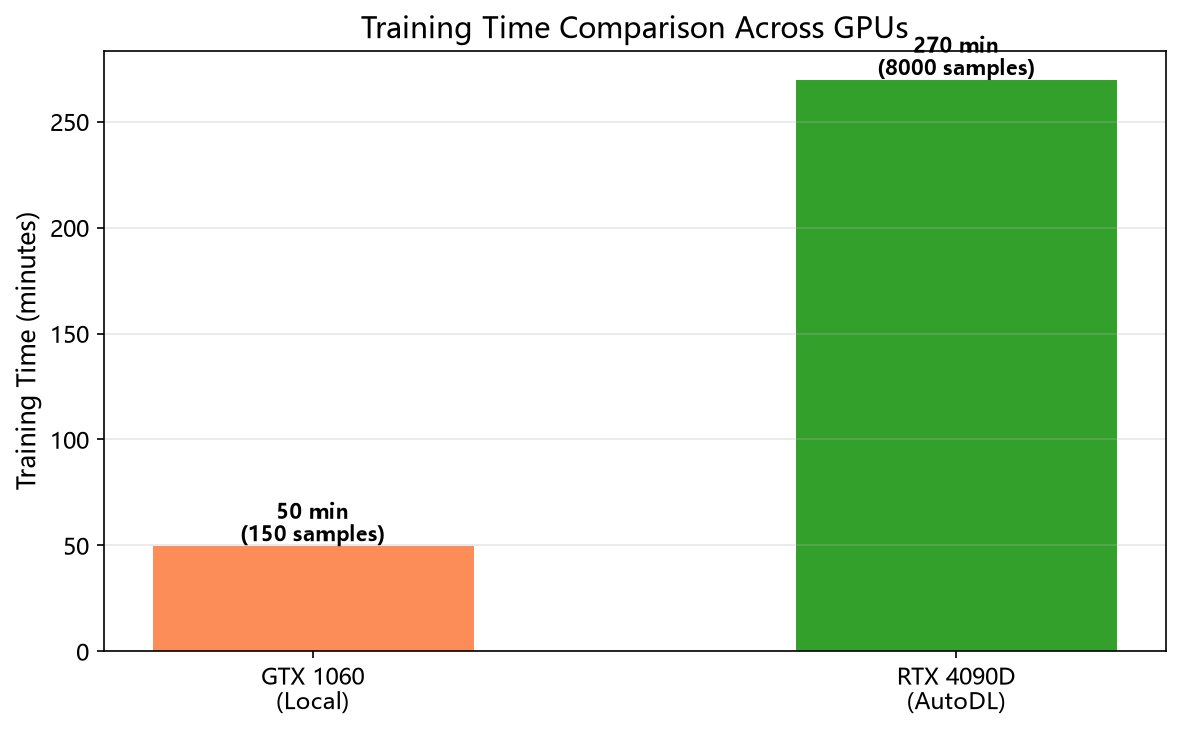 Training Time Comparison Across GPUs
270 min
(8000 samples)
250
200
150
100
50
0
Training Time (minutes)
50 min
(150 samples)
GTX 1060
(Local)
RTX 4090D
(AutoDL)